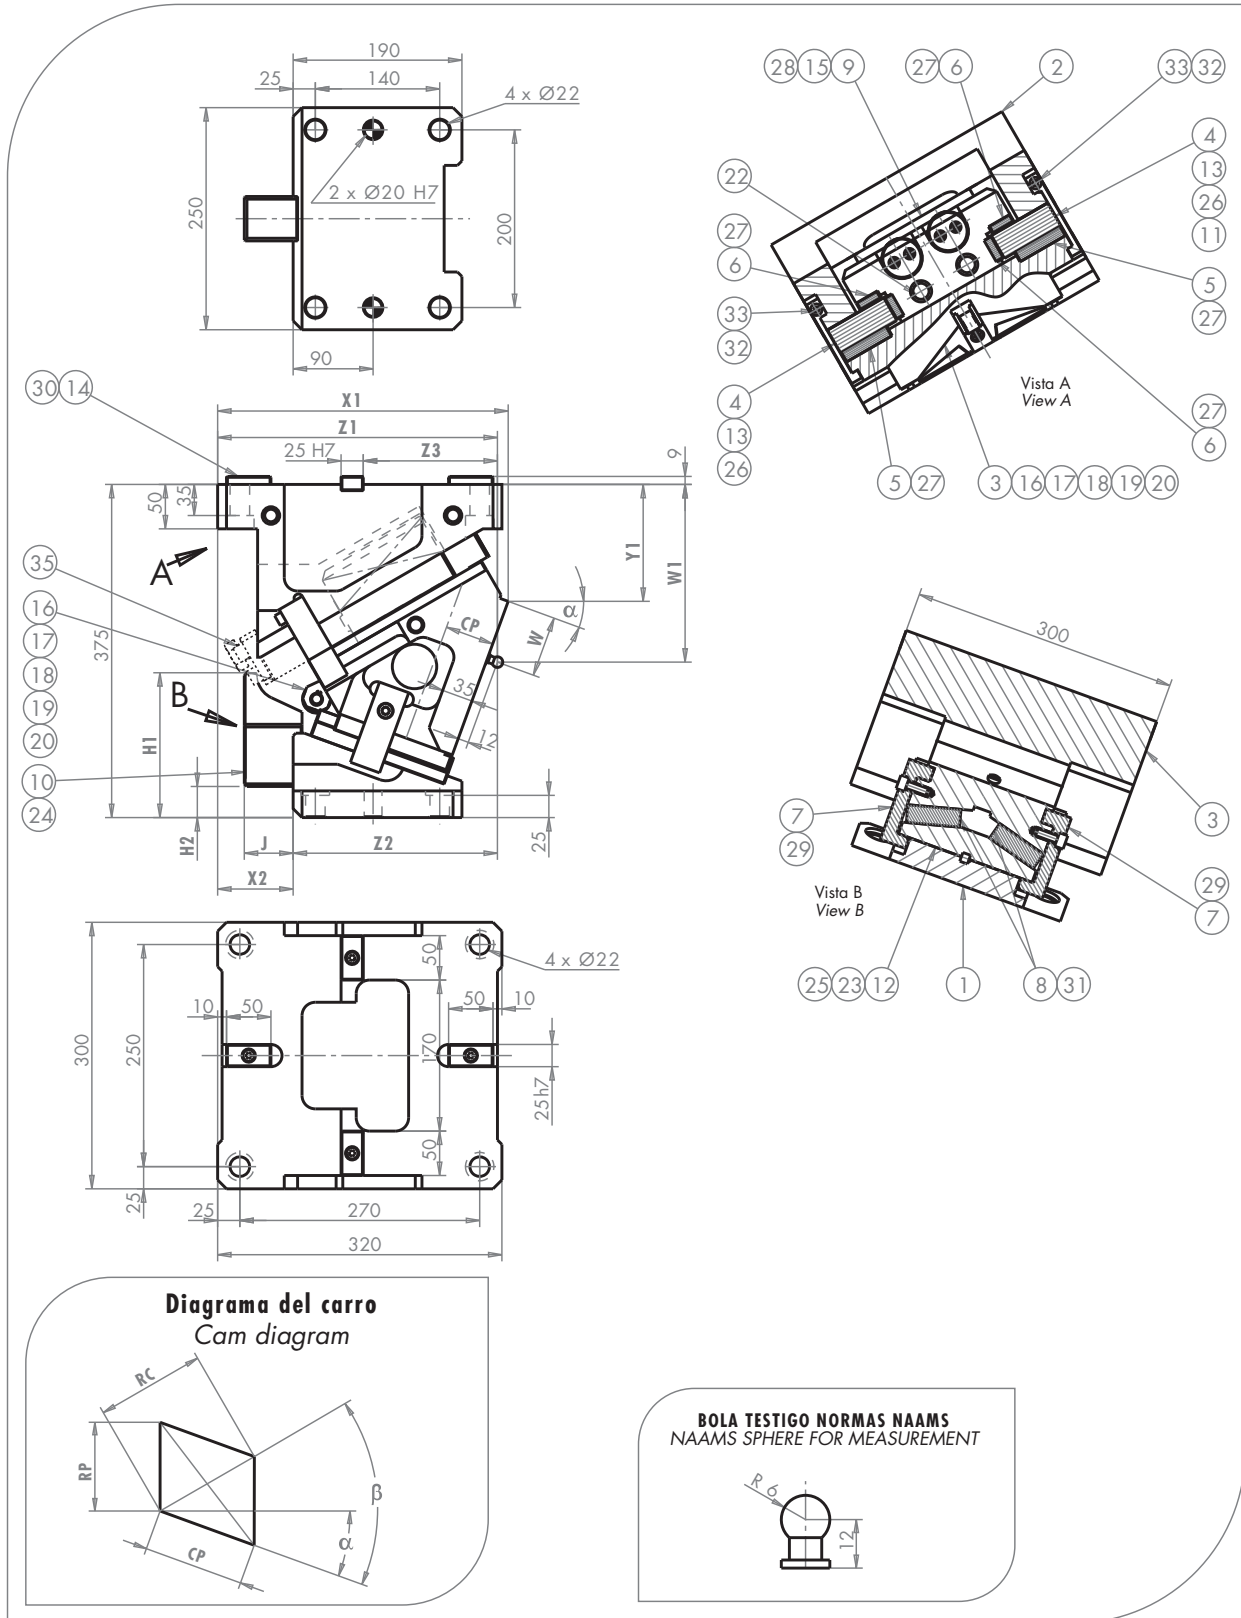 190
25
140
4 x Ø22
2 x Ø20 H7
250
200
90
28 15 9
27 6
2
33 32
4
13
26
11
5
27
22
27
6
33
32
4
13
26
5 27
3 16 17 18 19 20
27
6
Vista A
View A
30 14
X1
Z1
25 H7
Z3
9
50
35
A
375
Y1
W1
α
CP
W
35
12
35
16
17
18
19
20
10
24
B
H1
H2
J
Z2
X2
25
300
7
29
3
29
7
Vista B
View B
25 23 12
1
8 31
4 x Ø22
50
10
50
50
10
300
250
170
25h7
50
25
25
270
320
Diagrama del carro
Cam diagram
RC
RP
β
α
CP
BOLA TESTIGO NORMAS NAAMS
NAAMS SPHERE FOR MEASUREMENT
R 6
12